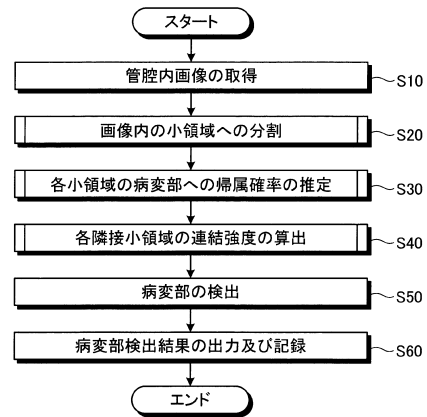 スタート
管腔内画像の取得 S10
画像内の小領域への分割 S20
各小領域の病変部への帰属確率の推定 S30
各隣接小領域の連結強度の算出 S40
病変部の検出 S50
病変部検出結果の出力及び記録 S60
エンド